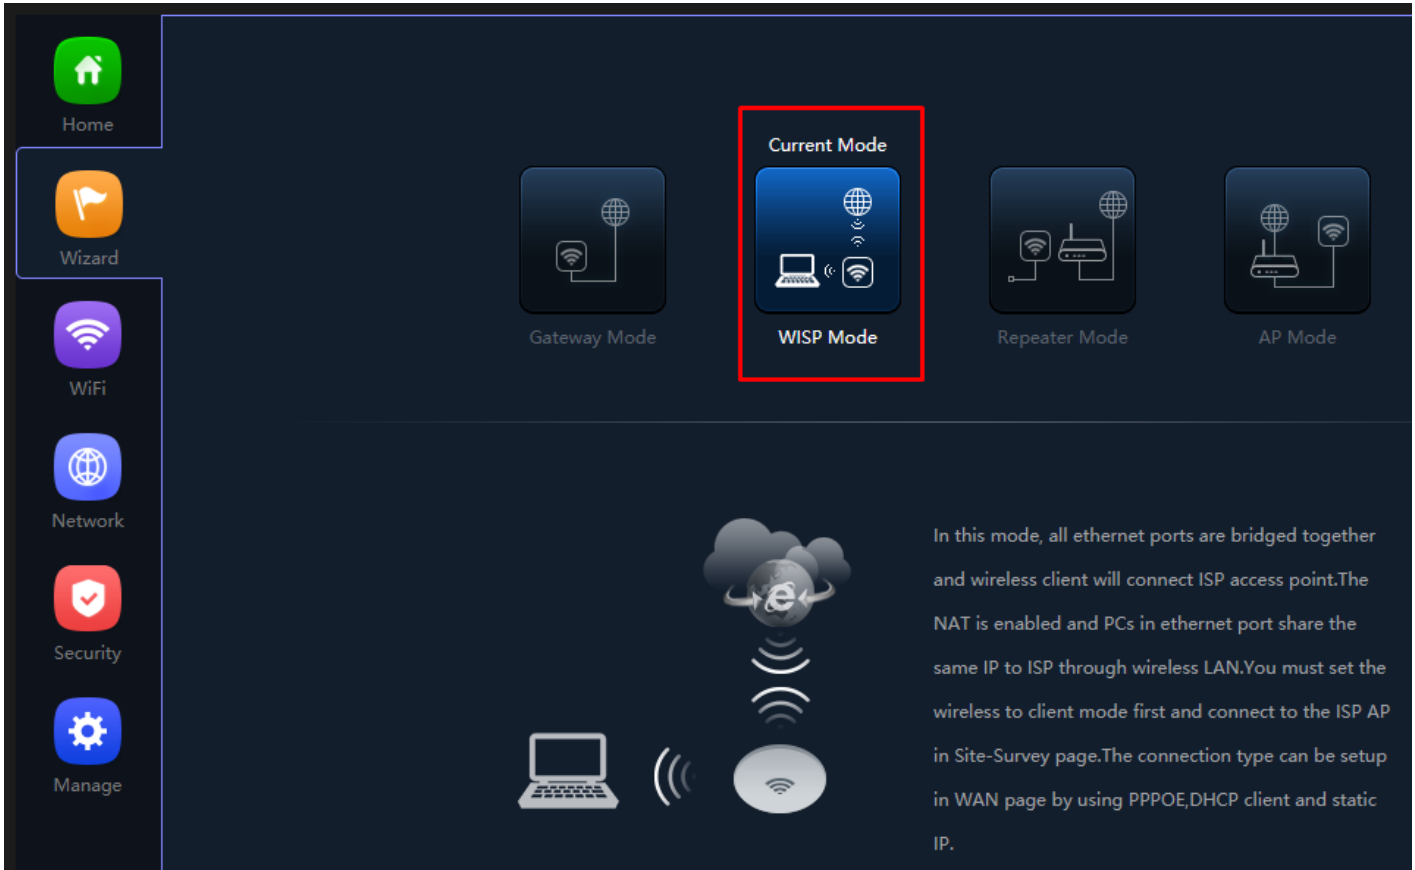 Home
Wizard
WiFi
Network
Security
Manage
Current Mode
Gateway Mode
WISP Mode
Repeater Mode
AP Mode
In this mode, all ethernet ports are bridged together
and wireless client will connect ISP access point.The
NAT is enabled and PCs in ethernet port share the
same IP to ISP through wireless LAN.You must set the
wireless to client mode first and connect to the ISP AP
in Site-Survey page.The connection type can be setup
in WAN page by using PPPOE,DHCP client and static
IP.